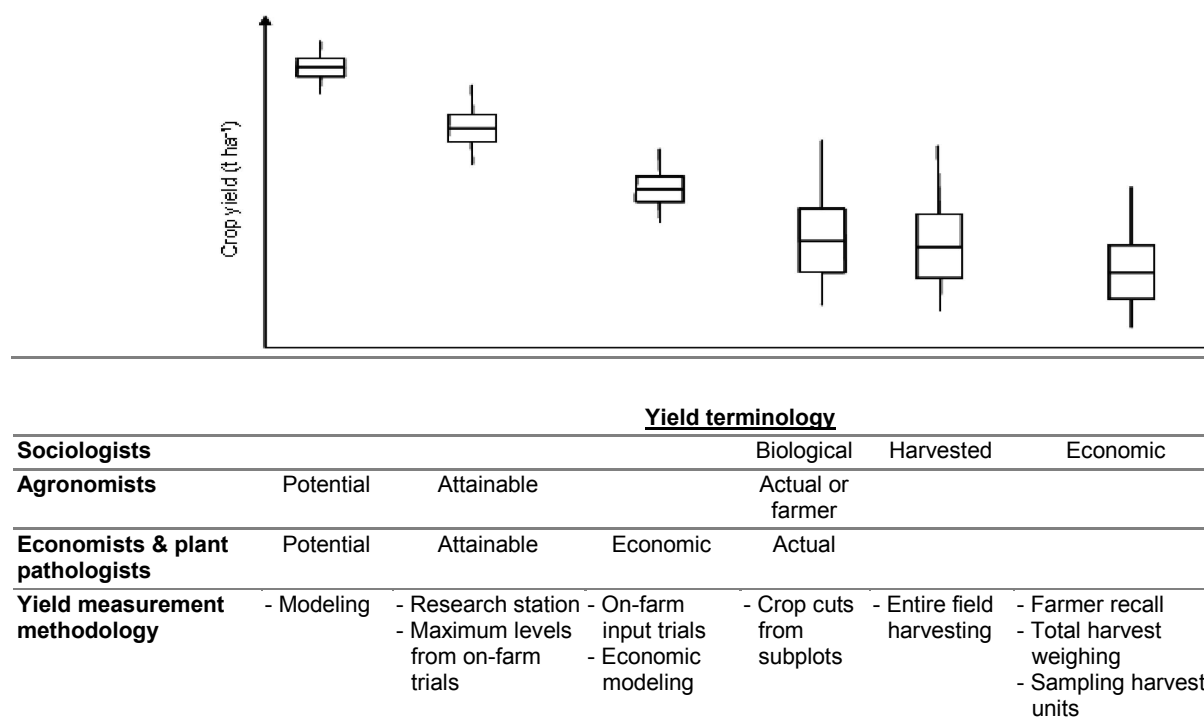 Crop yield (t ha⁻¹)
Yield terminology
Sociologists Biological Harvested Economic
Agronomists Potential Attainable Actual or
farmer
Economists & plant Potential Attainable Economic Actual
pathologists
Yield measurement - Modeling - Research station - On-farm - Crop cuts - Entire field - Farmer recall
methodology - Maximum levels input trials from harvesting - Total harvest
from on-farm - Economic subplots weighing
trials modeling - Sampling harvest
units